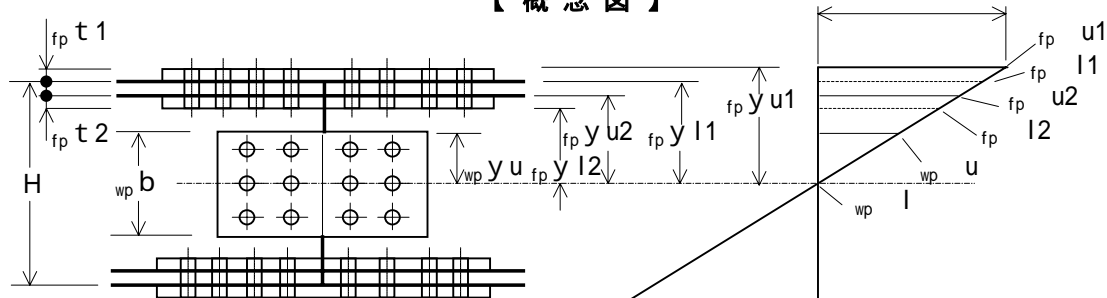 【 概 念 図 】
fp t 1
fp t 2
H
wp b
wp y u
fp y l2
fp y u2
fp y l1
fp y u1
fp u1
fp l1
fp u2
fp l2
wp u
wp l